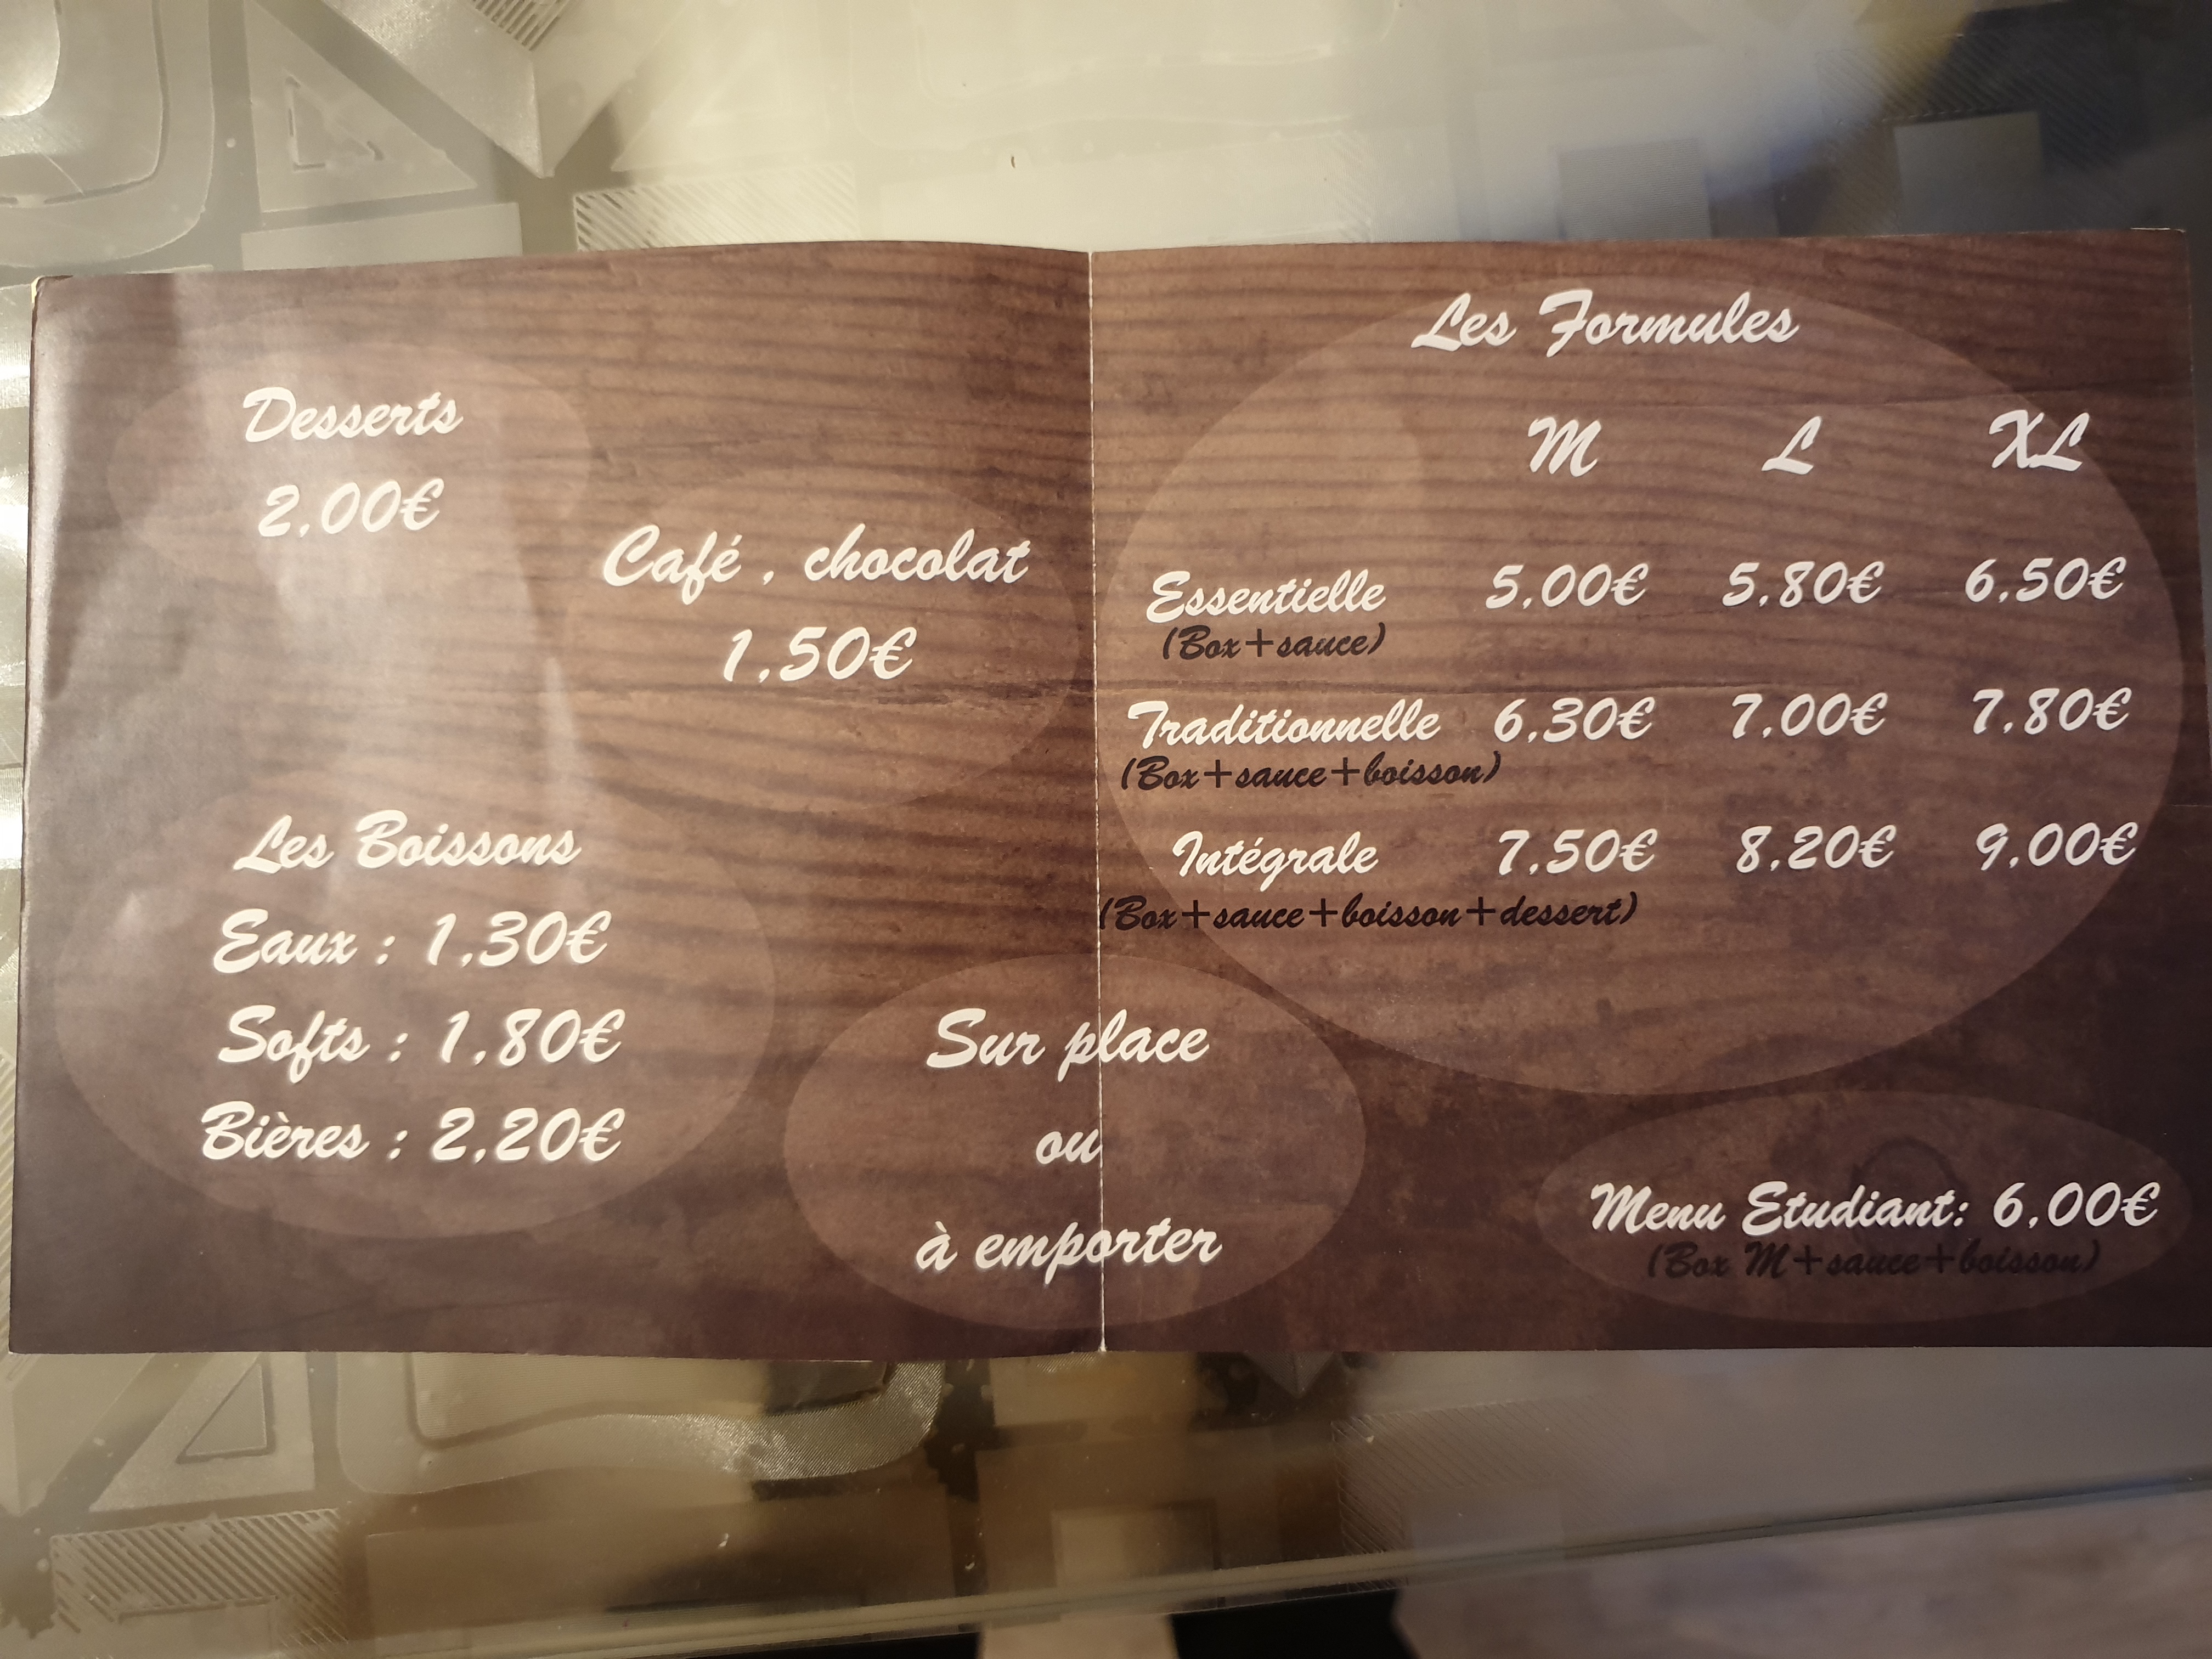 Desserts
2,00€
Café , chocolat
1,50€
Les Boissons
Eaux : 1,30€
Softs : 1,80€
Bières : 2,20€
Sur place
ou
à emporter
Les Formules
M L XL
Essentielle 5,00€ 5,80€ 6,50€
(Box+sauce)
Traditionnelle 6,30€ 7,00€ 7,80€
(Box+sauce+boisson)
Intégrale 7,50€ 8,20€ 9,00€
(Box+sauce+boisson+dessert)
Menu Etudiant: 6,00€
(Box M+sauce+boisson)